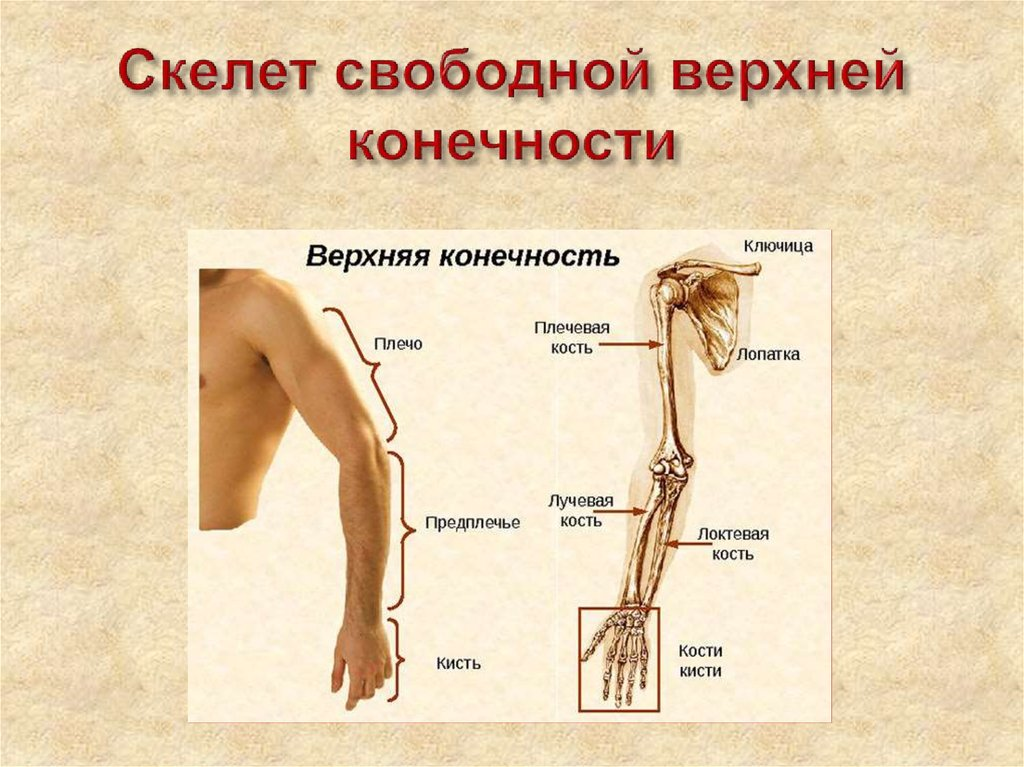 Скелет свободной верхней
конечности
Верхняя конечность
Ключица
Плечо
Плечевая
кость
Лопатка
Предплечье
Лучевая
кость
Локтевая
кость
Кисть
Кости
кисти